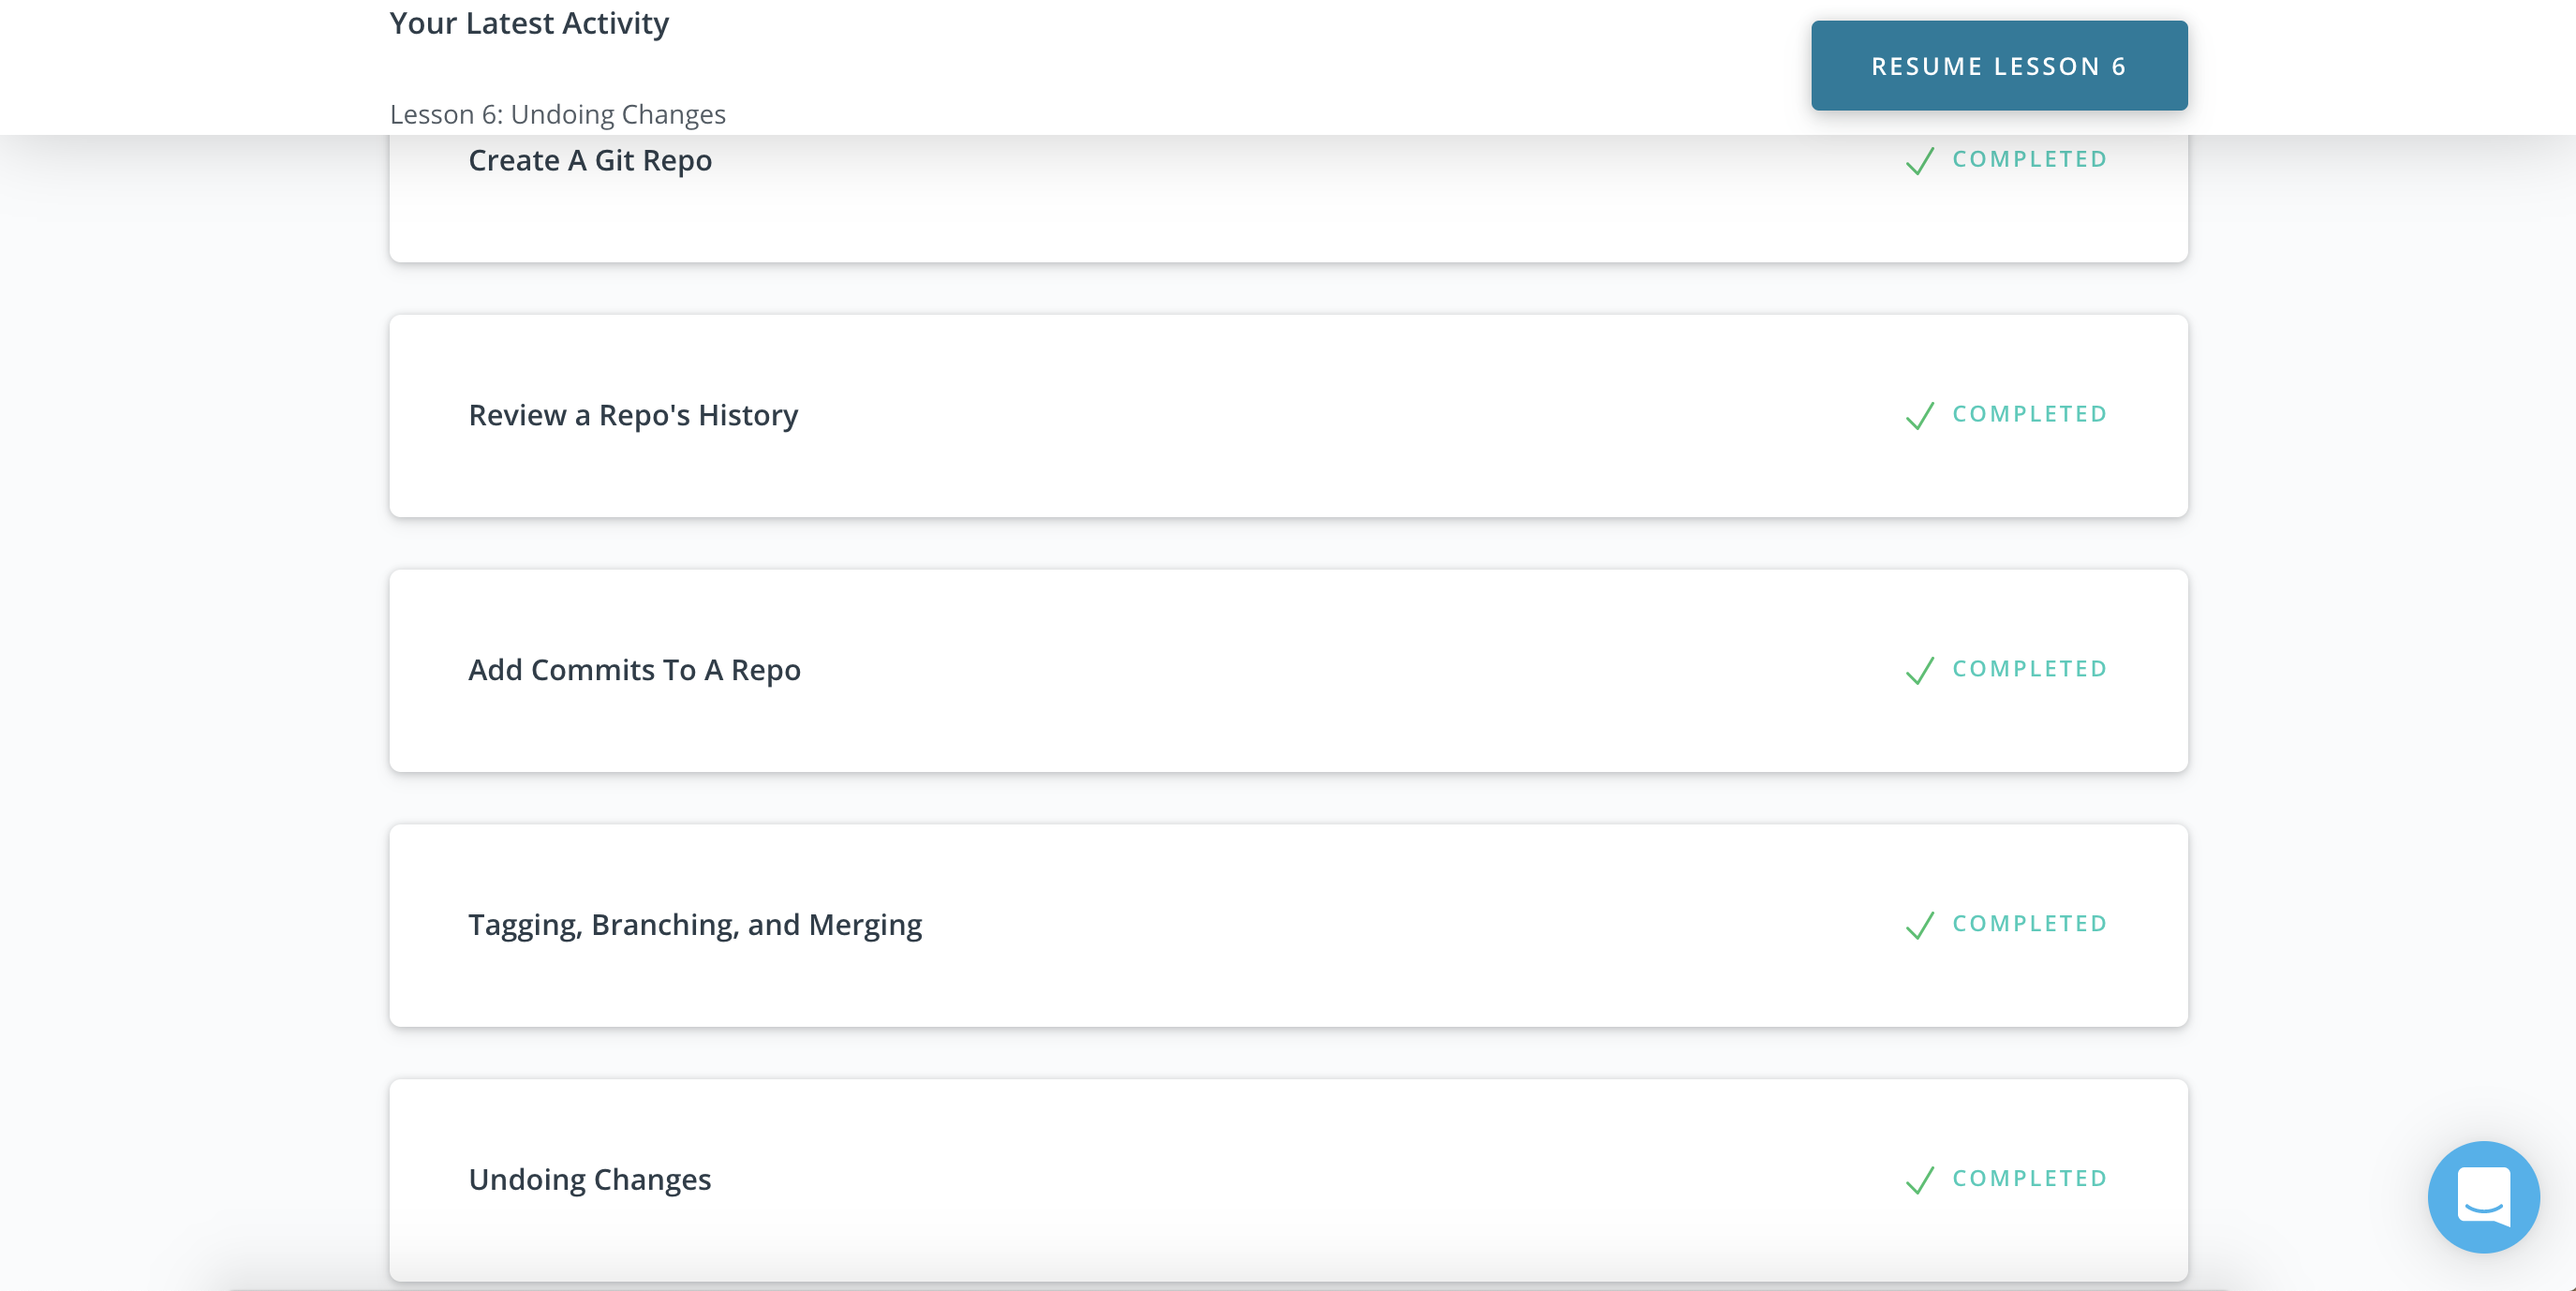 Your Latest Activity
RESUME LESSON 6
Lesson 6: Undoing Changes
Create A Git Repo
COMPLETED
Review a Repo's History
COMPLETED
Add Commits To A Repo
COMPLETED
Tagging, Branching, and Merging
COMPLETED
Undoing Changes
COMPLETED